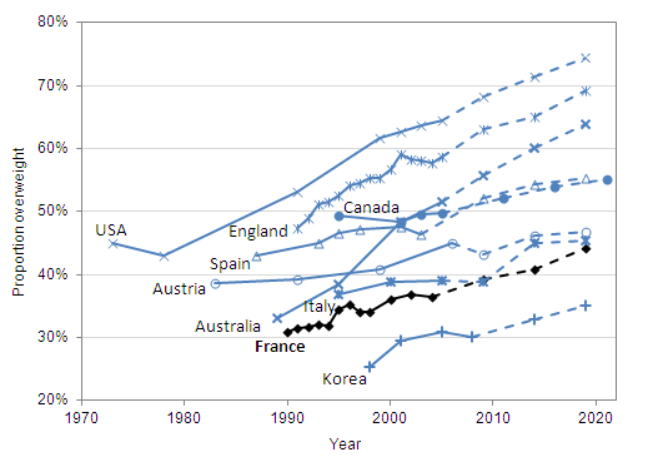 80%
70%
60%
50%
40%
30%
20%
Proportion overweight
USA
England
Canada
Spain
Austria
Italy
Australia
France
Korea
1970
1980
1990
2000
2010
2020
Year